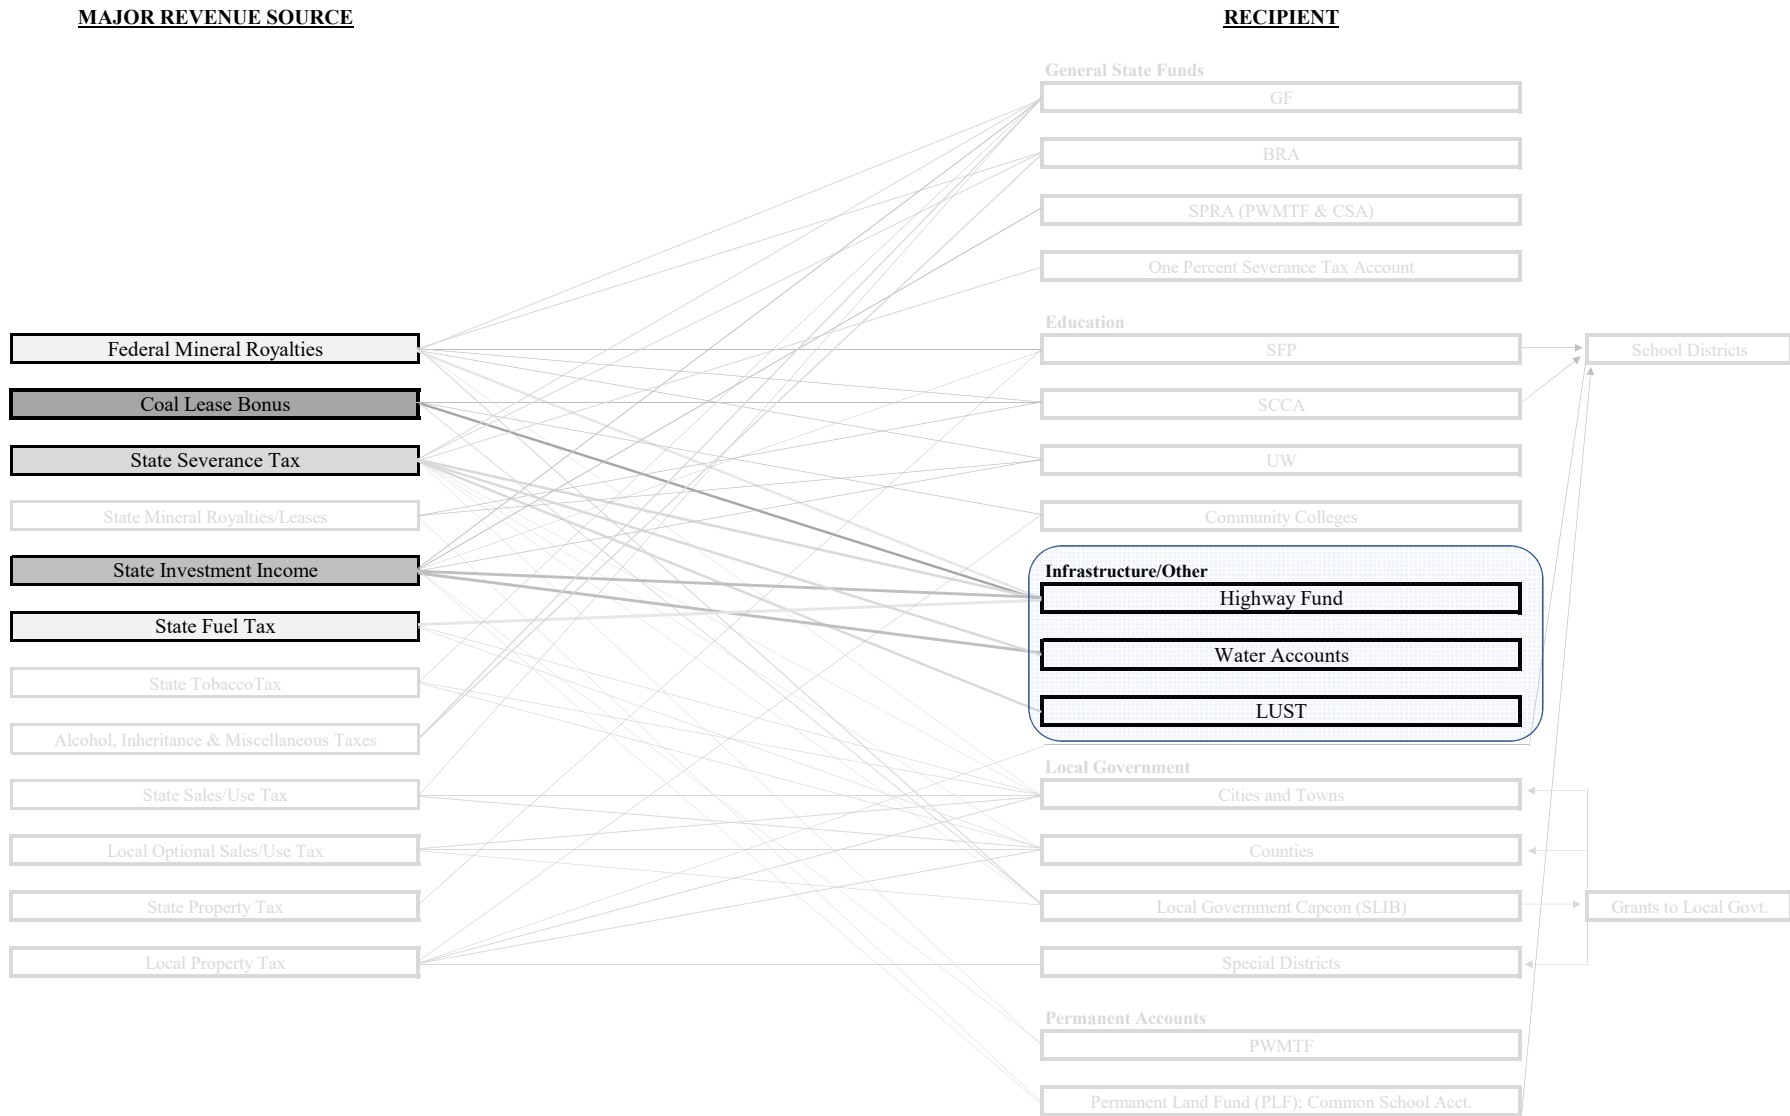 MAJOR REVENUE SOURCE
RECIPIENT
General State Funds
GF
BRA
SPRA (PWMTF & CSA)
One Percent Severance Tax Account
Education
Federal Mineral Royalties
SFP
School Districts
Coal Lease Bonus
SCCA
State Severance Tax
UW
State Mineral Royalties/Leases
Community Colleges
State Investment Income
Infrastructure/Other
Highway Fund
State Fuel Tax
Water Accounts
State TobaccoTax
LUST
Alcohol, Inheritance & Miscellaneous Taxes
Local Government
State Sales/Use Tax
Cities and Towns
Local Optional Sales/Use Tax
Counties
State Property Tax
Local Government Capcon (SLIB)
Grants to Local Govt.
Local Property Tax
Special Districts
Permanent Accounts
PWMTF
Permanent Land Fund (PLF); Common School Acct.